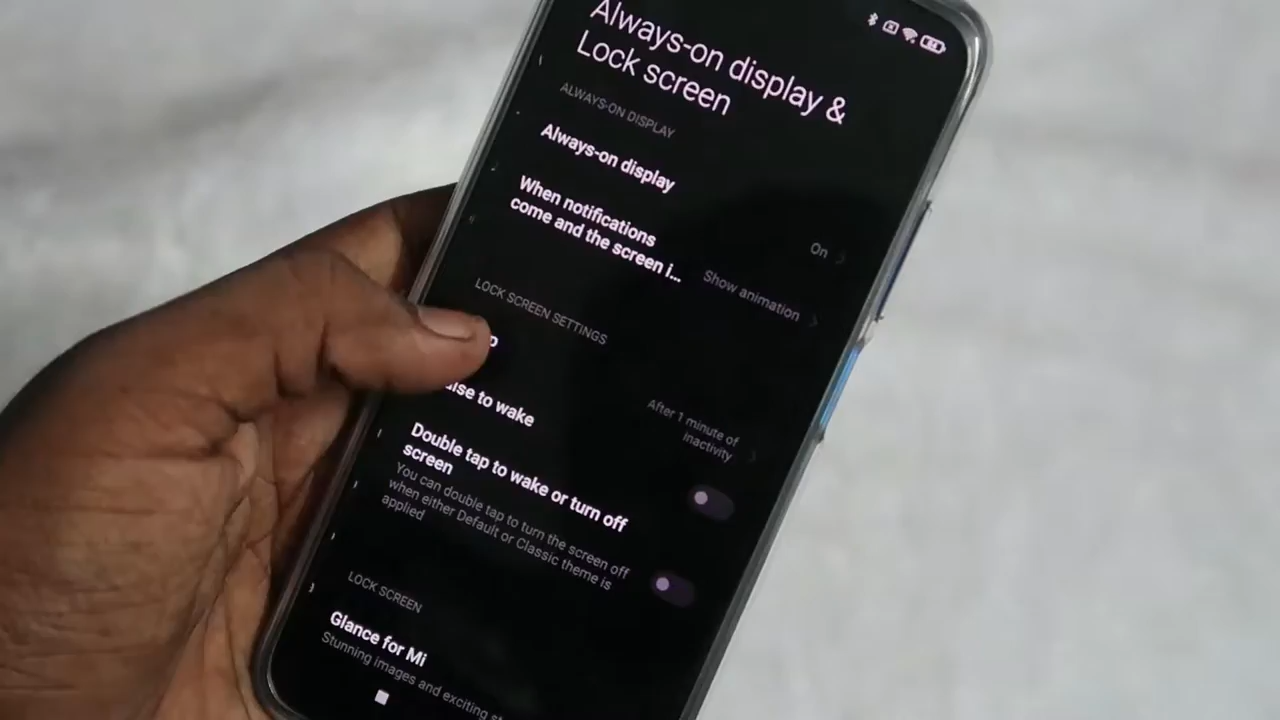 Always-on display &
Lock screen
ALWAYS-ON DISPLAY
Always-on display
On
When notifications
come and the screen i...
Show animation
LOCK SCREEN SETTINGS
After 1 minute of
inactivity
to wake
Double tap to wake or turn off
screen
You can double tap to turn the screen off
when either Default or Classic theme is
applied
LOCK SCREEN
Glance for Mi
Stunning images and exciting